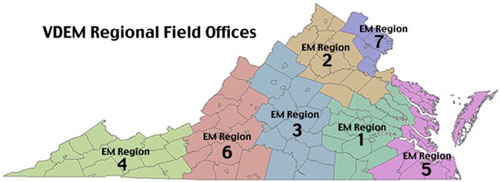 VDEM Regional Field Offices
EM Region
7
EM Region
2
EM Region
3
EM Region
1
EM Region
4
EM Region
6
EM Region
5